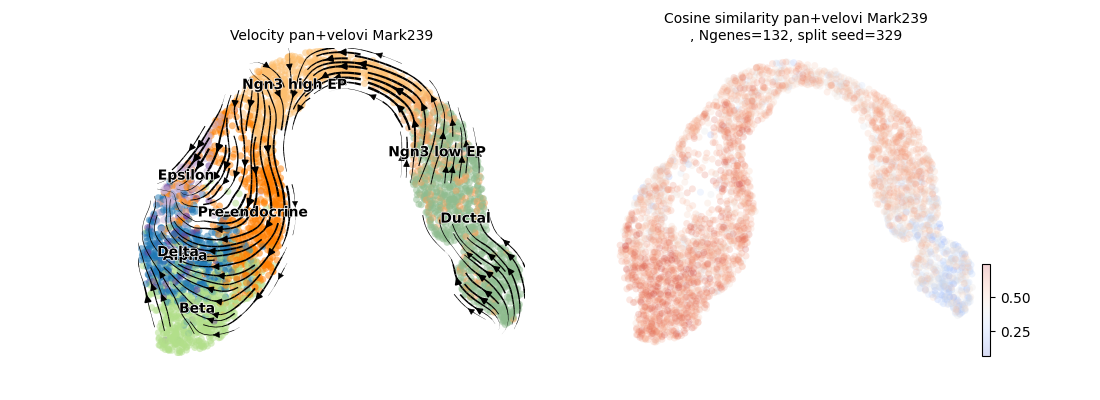 Velocity pan+velovi Mark239
Ngn3 high EP
Ngn3 low EP
Epsilon
Pre-endocrine
Ductal
Delta
Alpha
Beta
Cosine similarity pan+velovi Mark239
, Ngenes=132, split seed=329
0.50
0.25